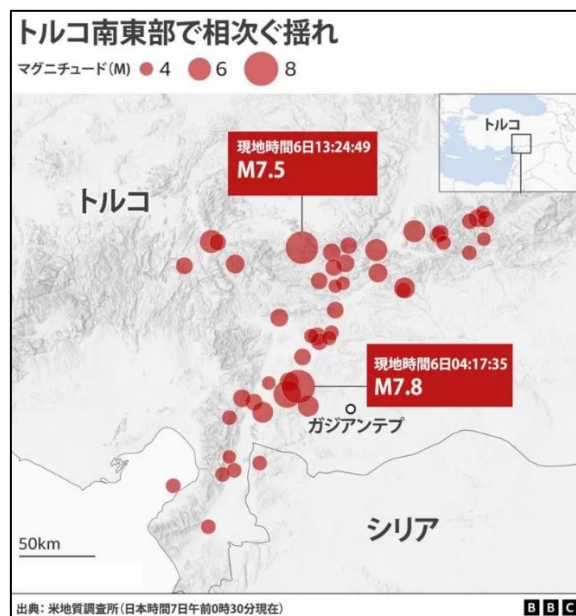 トルコ南東部で相次ぐ揺れ
マグニチュード(M) 4 6 8
トルコ
現地時間6日13:24:49
M7.5
トルコ
現地時間6日04:17:35
M7.8
ガジアンテプ
シリア
50km
出典：米地質調査所(日本時間7日午前0時30分現在)
BBC